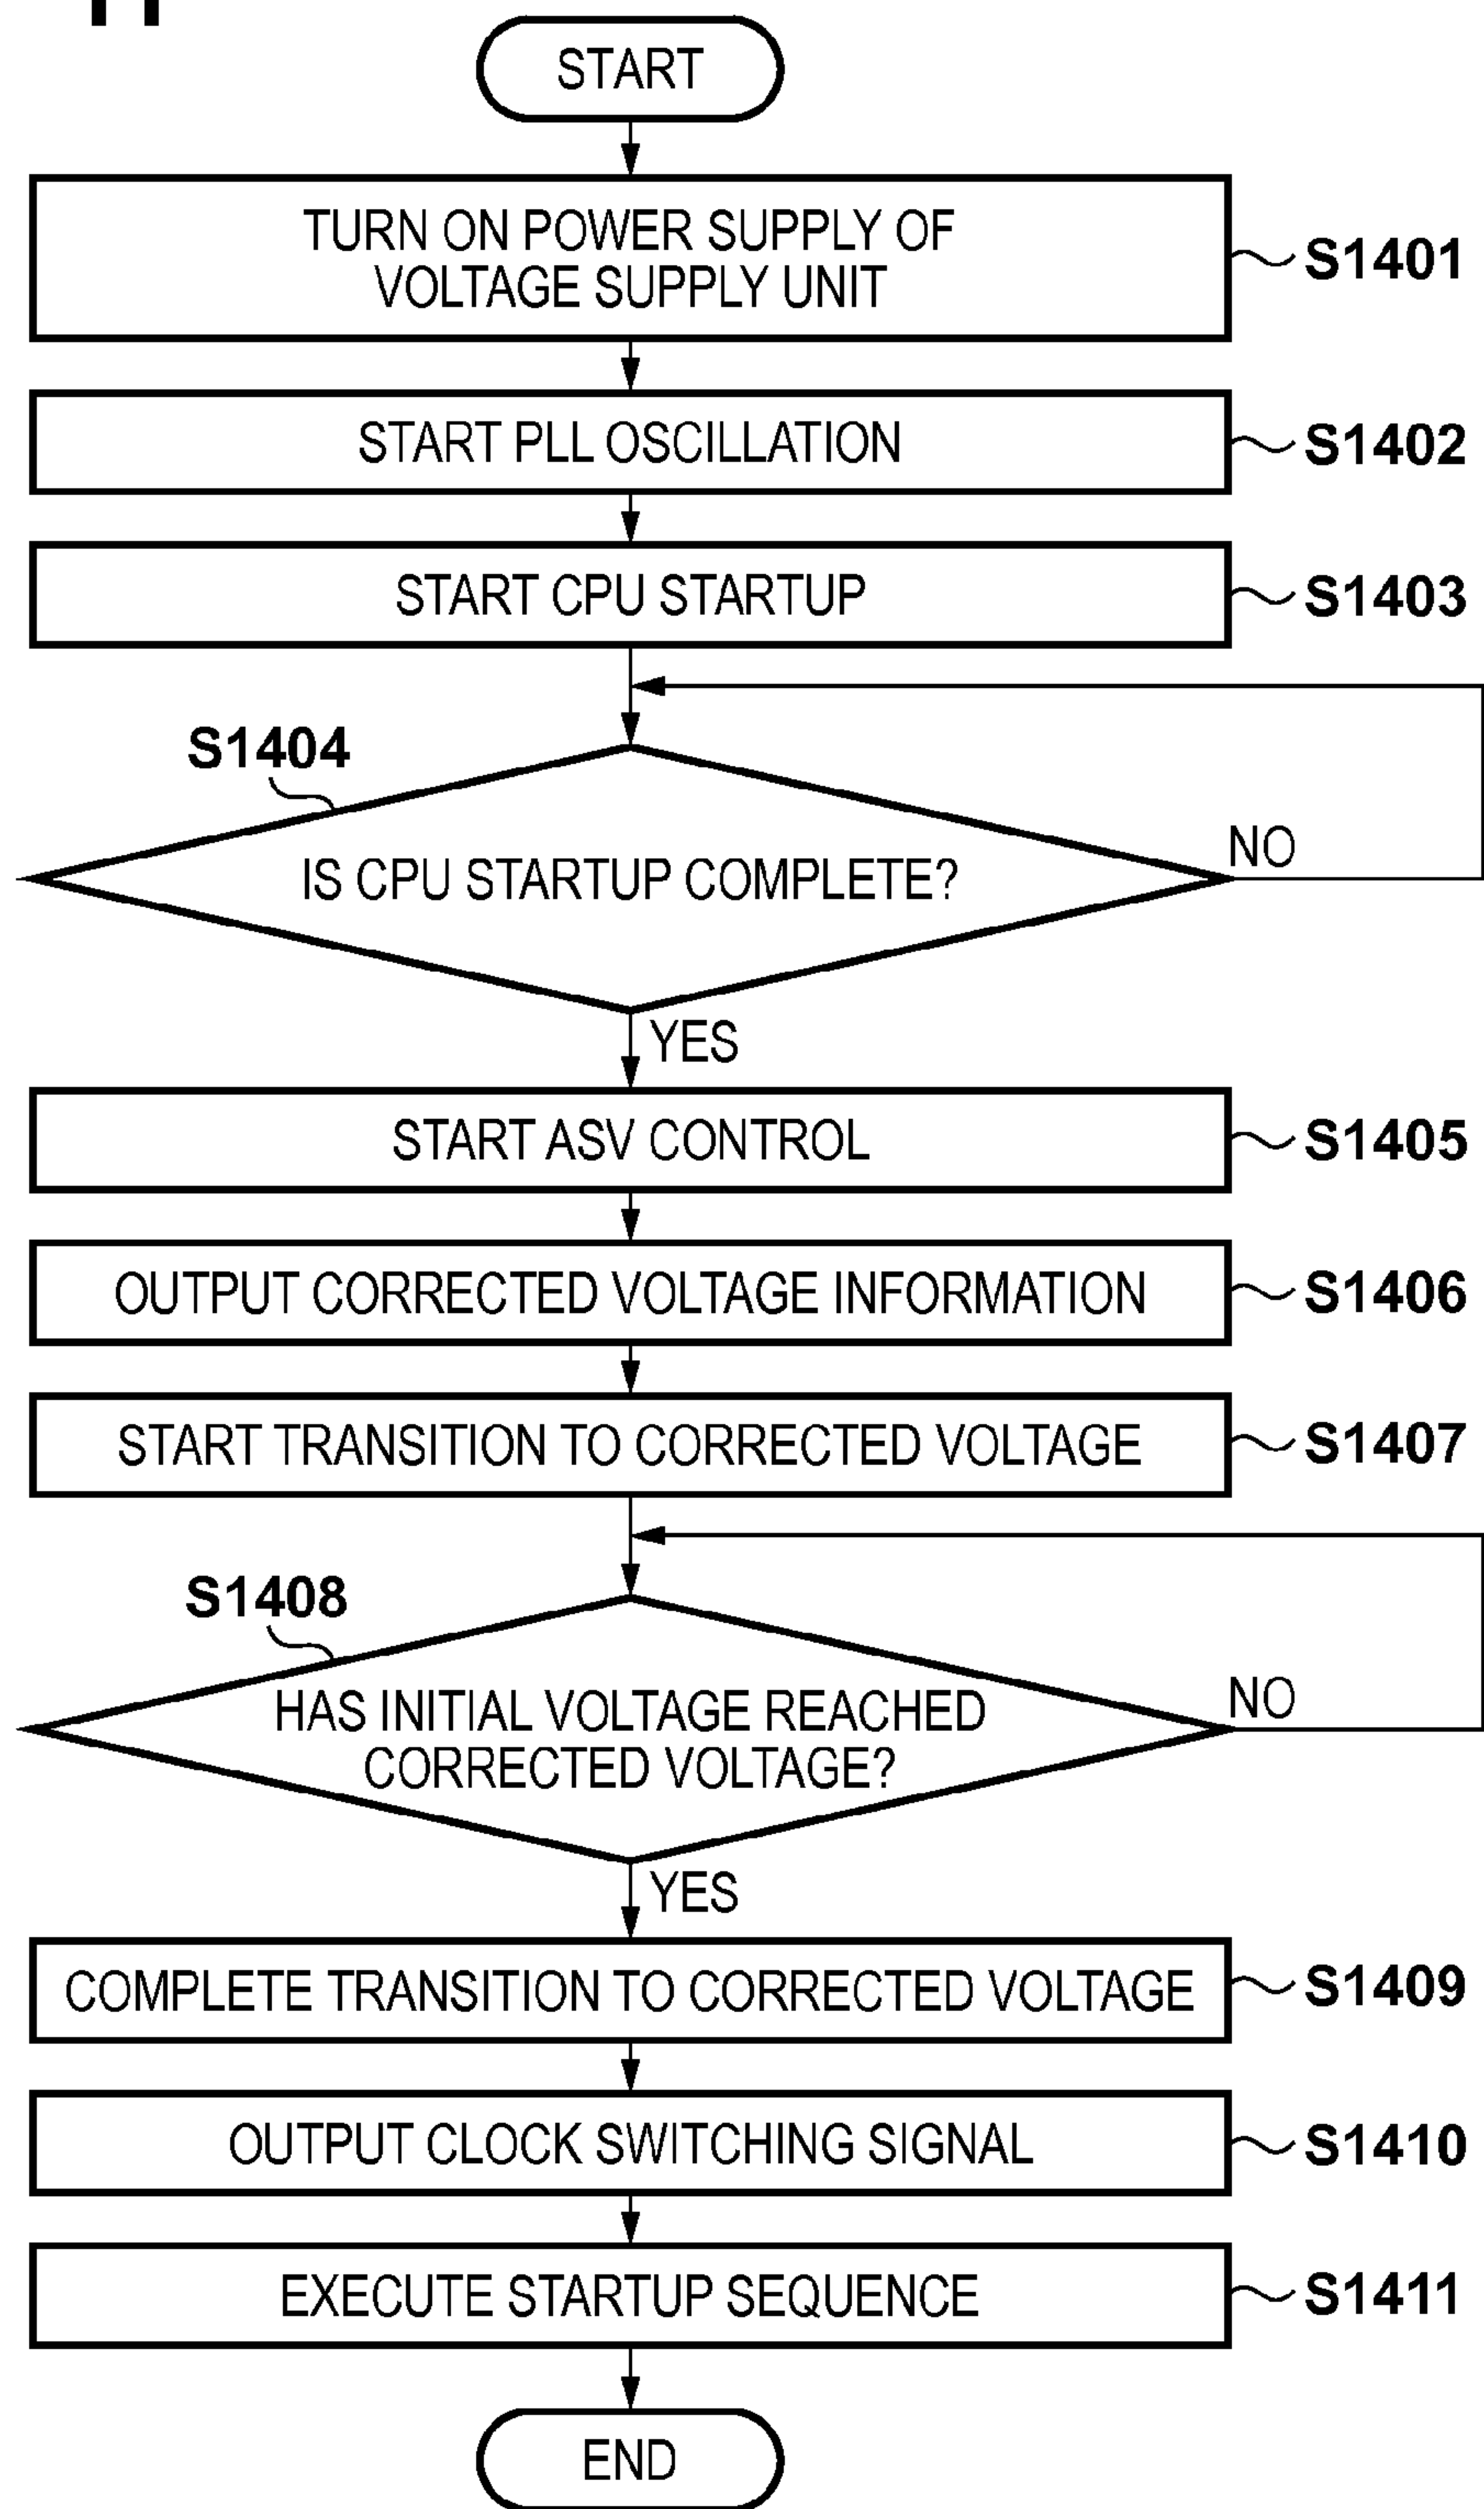 START
TURN ON POWER SUPPLY OF
VOLTAGE SUPPLY UNIT
S1401
START PLL OSCILLATION
S1402
START CPU STARTUP
S1403
S1404
IS CPU STARTUP COMPLETE?
NO
YES
START ASV CONTROL
S1405
OUTPUT CORRECTED VOLTAGE INFORMATION
S1406
START TRANSITION TO CORRECTED VOLTAGE
S1407
S1408
HAS INITIAL VOLTAGE REACHED
CORRECTED VOLTAGE?
NO
YES
COMPLETE TRANSITION TO CORRECTED VOLTAGE
S1409
OUTPUT CLOCK SWITCHING SIGNAL
S1410
EXECUTE STARTUP SEQUENCE
S1411
END